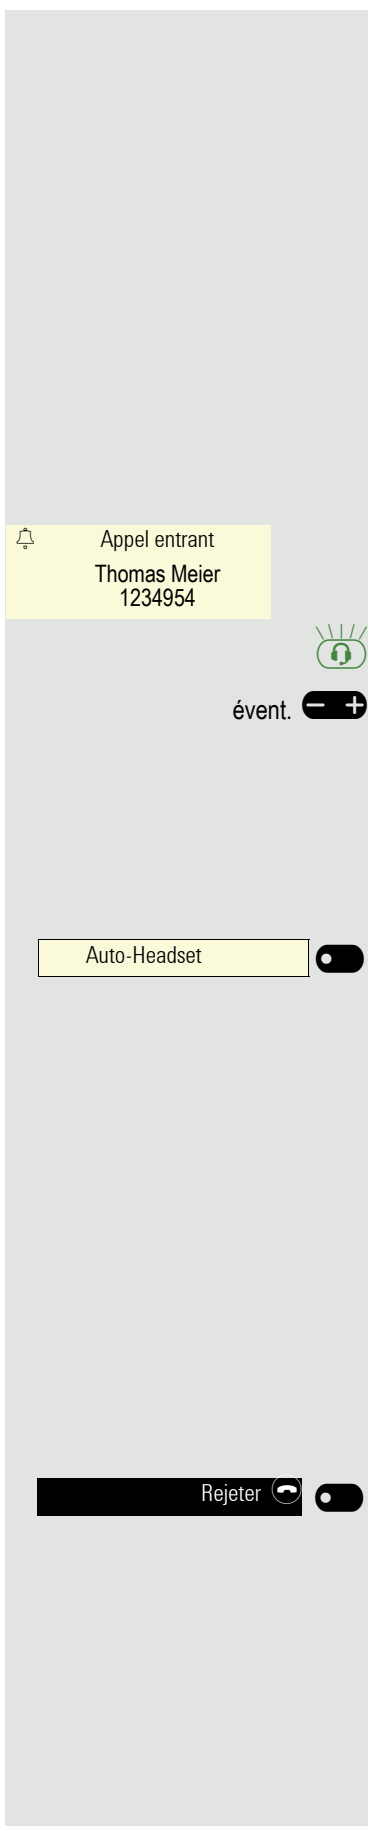 Appel entrant
Thomas Meier
1234954
évent.
Auto-Headset
Rejeter